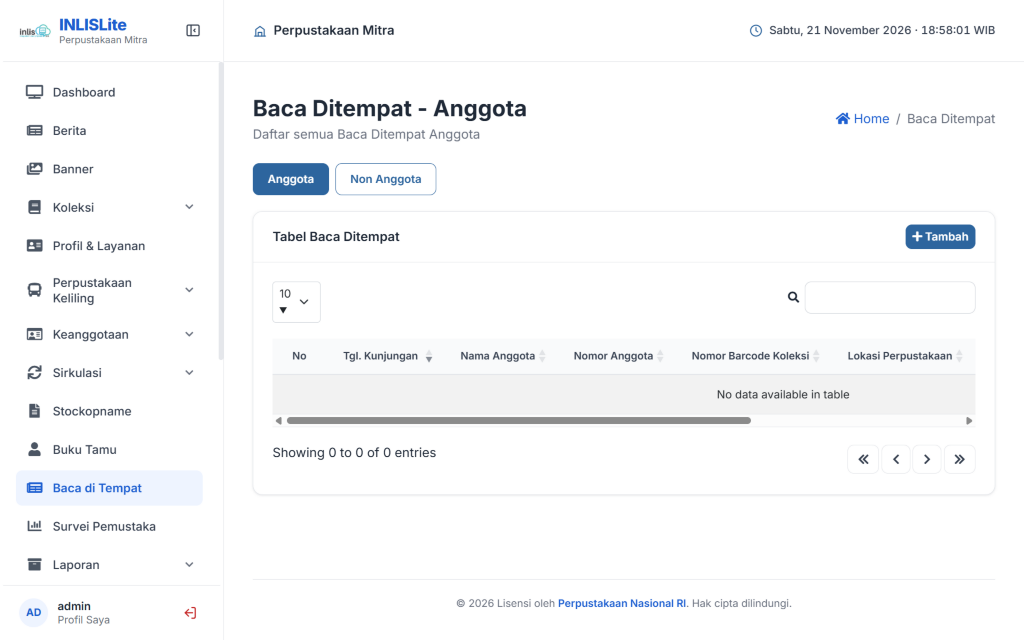 inlis
INLISLite
Perpustakaan Mitra
Perpustakaan Mitra
Sabtu, 21 November 2026 · 18:58:01 WIB
Dashboard
Berita
Banner
Koleksi
Profil & Layanan
Perpustakaan
Keliling
Keanggotaan
Sirkulasi
Stockopname
Buku Tamu
Baca di Tempat
Survei Pemustaka
Laporan
AD
admin
Profil Saya
Baca Ditempat - Anggota
Daftar semua Baca Ditempat Anggota
Home / Baca Ditempat
Anggota
Non Anggota
Tabel Baca Ditempat
Tambah
10
No Tgl. Kunjungan Nama Anggota Nomor Anggota Nomor Barcode Koleksi Lokasi Perpustakaan
No data available in table
Showing 0 to 0 of 0 entries
© 2026 Lisensi oleh Perpustakaan Nasional RI. Hak cipta dilindungi.